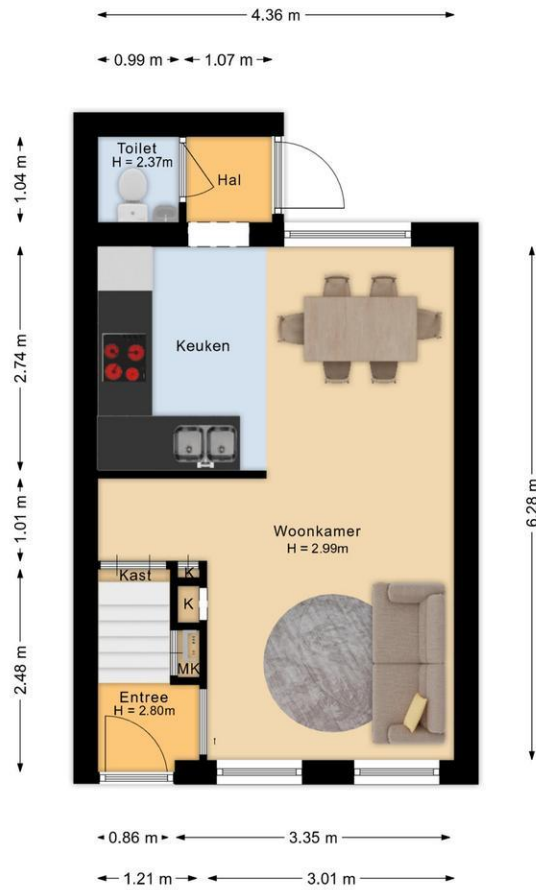 4.36 m
0.99 m
1.07 m
1.04 m
Toilet
H = 2.37m
Hal
2.74 m
Keuken
6.28 m
1.01 m
Woonkamer
H = 2.99m
Kast
K
K
2.48 m
MK
Entree
H = 2.80m
0.86 m
3.35 m
1.21 m
3.01 m